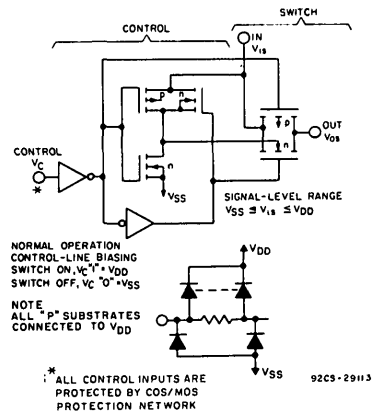 SWITCH
CONTROL
IN
Vis
p
n
n
p
n
OUT
Vos
CONTROL
VC
*
VSS
SIGNAL-LEVEL RANGE
VSS ≤ Vis ≤ VDD
NORMAL OPERATION
CONTROL-LINE BIASING
SWITCH ON, VC "1" = VDD
SWITCH OFF, VC "0" = VSS
NOTE
ALL "P" SUBSTRATES
CONNECTED TO VDD
VDD
VSS
* ALL CONTROL INPUTS ARE
PROTECTED BY COS/MOS
PROTECTION NETWORK
92CS-29113